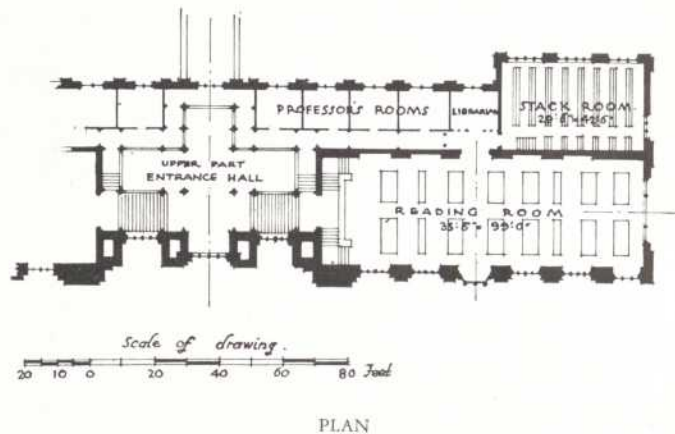 PROFESSOR'S ROOMS
LIBRARIAN
STACK ROOM
UPPER PART
ENTRANCE HALL
READING ROOM
35'-6" x 99'-0"
Scale of drawing.
20 10 0 20 40 60 80 Feet
PLAN